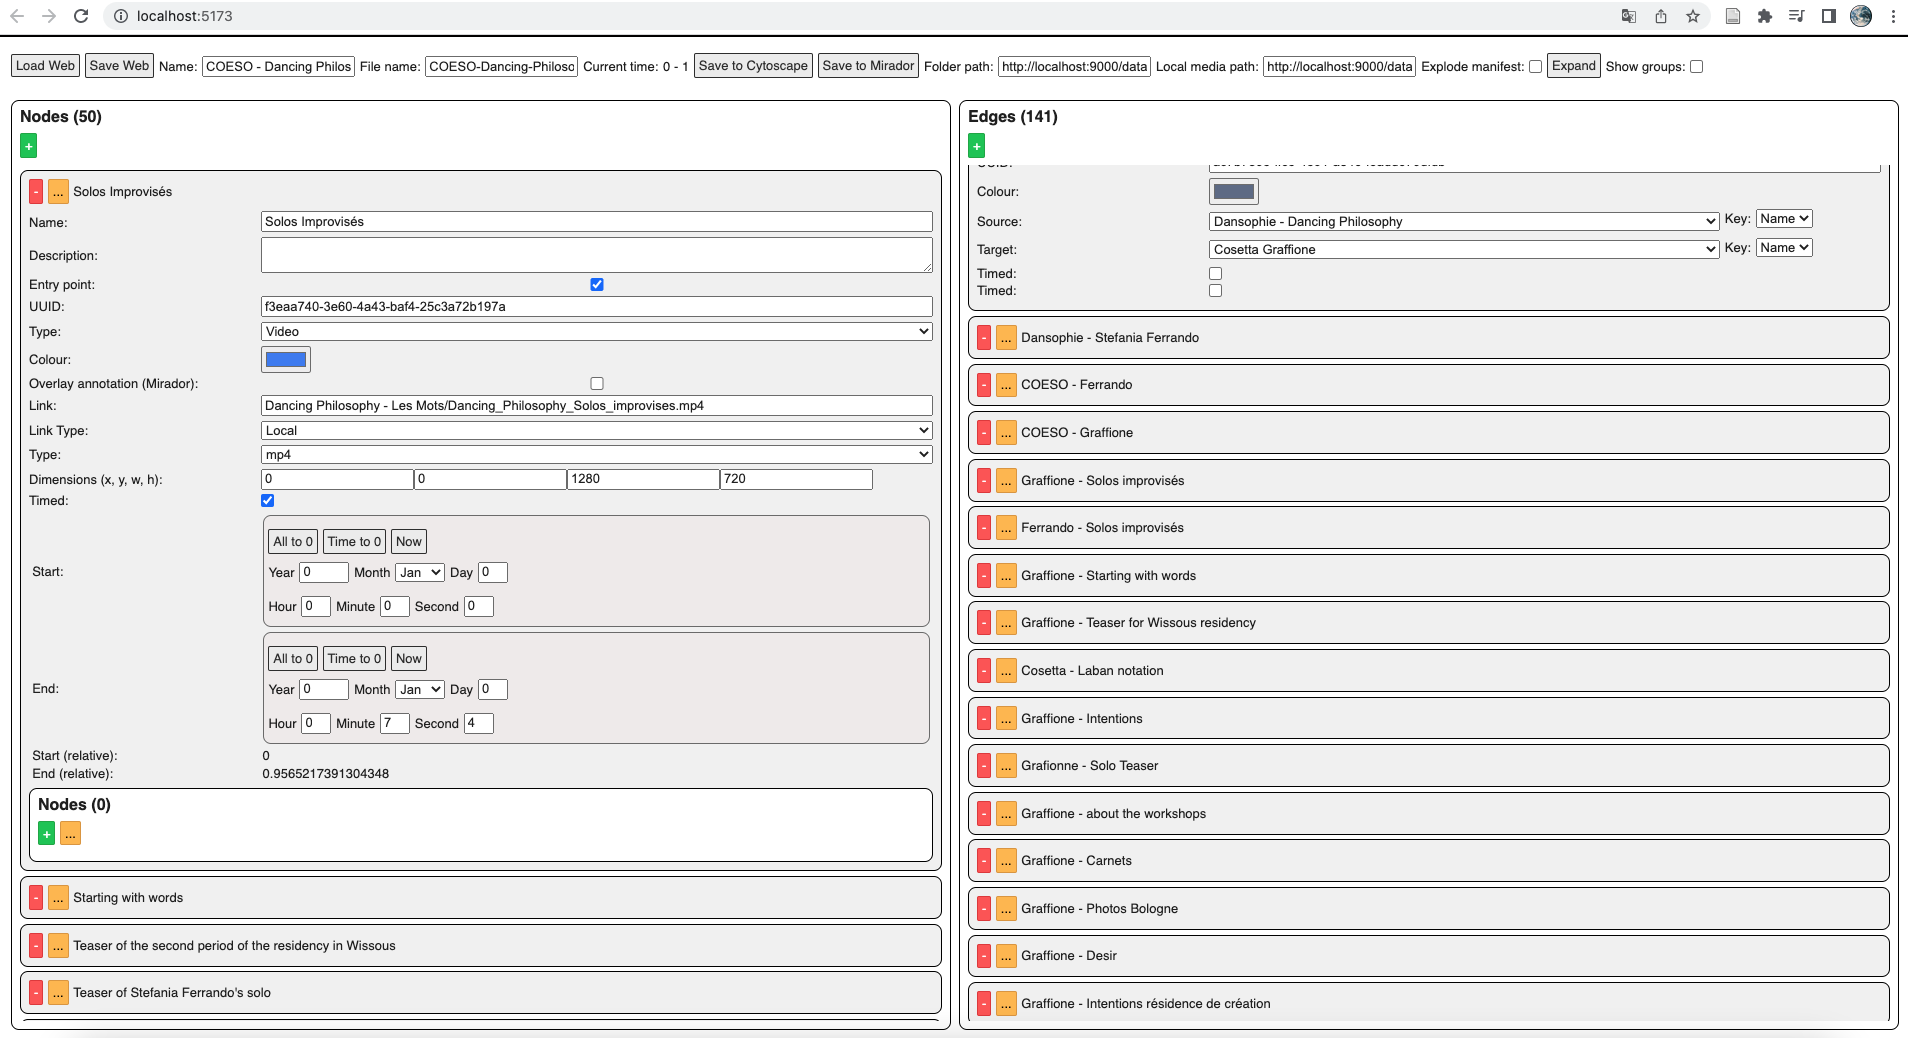 localhost:5173
Load Web Save Web Name: COESO - Dancing Philos File name: COESO-Dancing-Philoso Current time: 0 - 1 Save to Cytoscape Save to Mirador Folder path: http://localhost:9000/data Local media path: http://localhost:9000/data Explode manifest: Expand Show groups:
Nodes (50)
+
- ... Solos Improvisés
Name: Solos Improvisés
Description:
Entry point:
UUID: f3eaa740-3e60-4a43-baf4-25c3a72b197a
Type: Video
Colour:
Overlay annotation (Mirador):
Link: Dancing Philosophy - Les Mots/Dancing_Philosophy_Solos_improvises.mp4
Link Type: Local
Type: mp4
Dimensions (x, y, w, h): 0 0 1280 720
Timed:
Start:
All to 0 Time to 0 Now
Year 0 Month Jan Day 0
Hour 0 Minute 0 Second 0
End:
All to 0 Time to 0 Now
Year 0 Month Jan Day 0
Hour 0 Minute 7 Second 4
Start (relative): 0
End (relative): 0.9565217391304348
Nodes (0)
+ ...
- ... Starting with words
- ... Teaser of the second period of the residency in Wissous
- ... Teaser of Stefania Ferrando's solo
Edges (141)
+
Colour:
Source: Dansophie - Dancing Philosophy Key: Name
Target: Cosetta Graffione Key: Name
Timed:
Timed:
- ... Dansophie - Stefania Ferrando
- ... COESO - Ferrando
- ... COESO - Graffione
- ... Graffione - Solos improvisés
- ... Ferrando - Solos improvisés
- ... Graffione - Starting with words
- ... Graffione - Teaser for Wissous residency
- ... Cosetta - Laban notation
- ... Graffione - Intentions
- ... Grafionne - Solo Teaser
- ... Graffione - about the workshops
- ... Graffione - Carnets
- ... Graffione - Photos Bologne
- ... Graffione - Desir
- ... Graffione - Intentions résidence de création